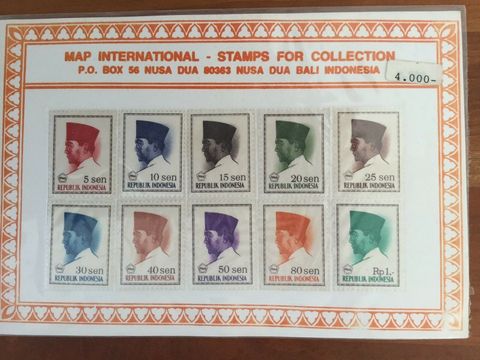 MAP INTERNATIONAL - STAMPS FOR COLLECTION
P.O. BOX 56 NUSA DUA 80363 NUSA DUA BALI INDONESIA
4.000-
5 sen
REPUBLIK INDONESIA
10 sen
REPUBLIK INDONESIA
15 sen
REPUBLIK INDONESIA
20 sen
REPUBLIK INDONESIA
25 sen
REPUBLIK INDONESIA
30 sen
REPUBLIK INDONESIA
40 sen
REPUBLIK INDONESIA
50 sen
REPUBLIK INDONESIA
80 sen
REPUBLIK INDONESIA
Rp1.-
REPUBLIK INDONESIA